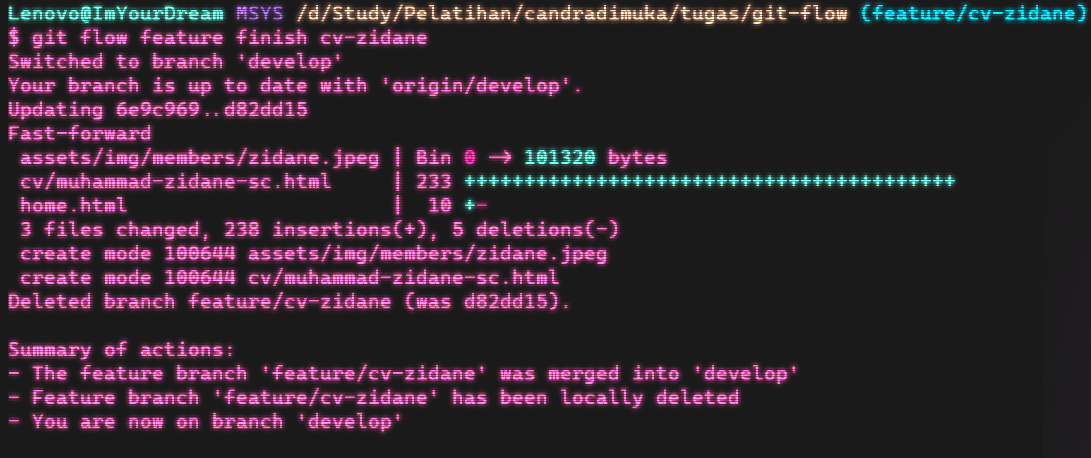 Lenovo@ImYourDream MSYS /d/Study/Pelatihan/candradimuka/tugas/git-flow (feature/cv-zidane)
$ git flow feature finish cv-zidane
Switched to branch 'develop'
Your branch is up to date with 'origin/develop'.
Updating 6e9c969..d82dd15
Fast-forward
 assets/img/members/zidane.jpeg | Bin 0 -> 101320 bytes
 cv/muhammad-zidane-sc.html     | 233 +++++++++++++++++++++++++++++++++++++++++
 home.html                      |  10 +-
 3 files changed, 238 insertions(+), 5 deletions(-)
 create mode 100644 assets/img/members/zidane.jpeg
 create mode 100644 cv/muhammad-zidane-sc.html
Deleted branch feature/cv-zidane (was d82dd15).

Summary of actions:
- The feature branch 'feature/cv-zidane' was merged into 'develop'
- Feature branch 'feature/cv-zidane' has been locally deleted
- You are now on branch 'develop'